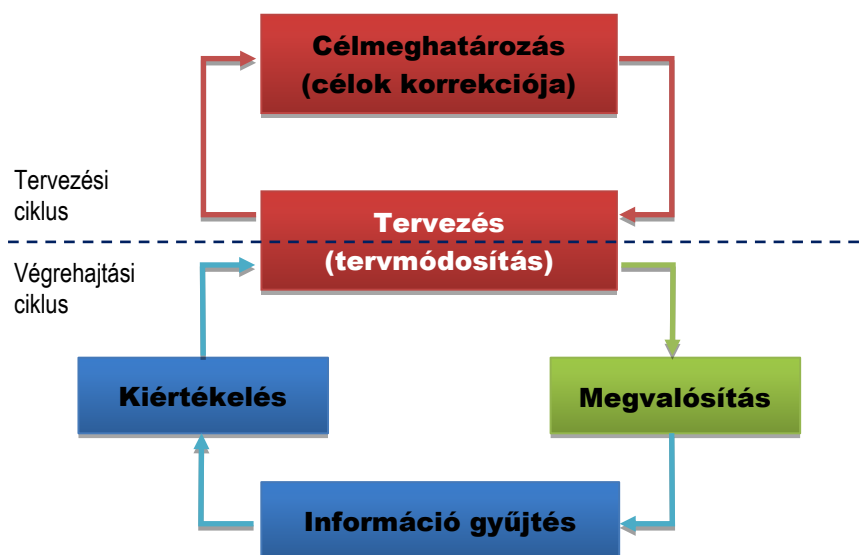 Célmeghatározás
(célok korrekciója)
Tervezési
ciklus
Tervezés
(tervmódosítás)
Végrehajtási
ciklus
Kiértékelés
Megvalósítás
Információ gyűjtés